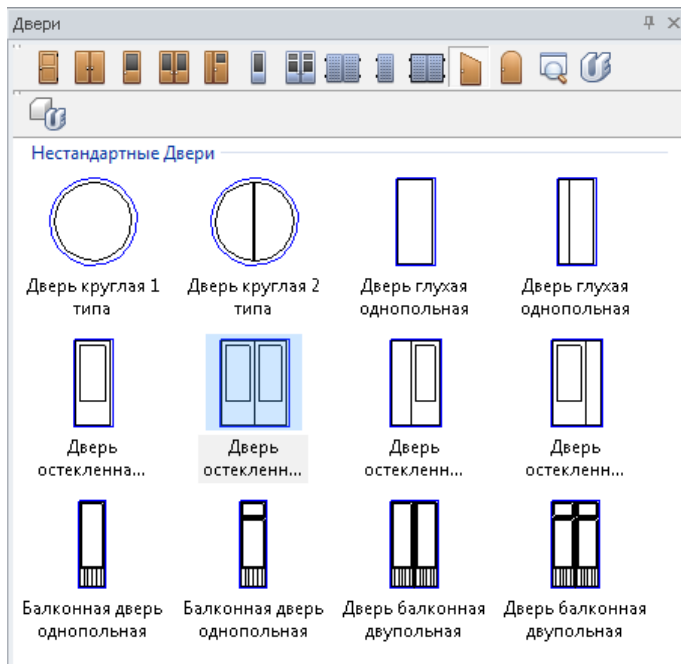 Двери
Нестандартные Двери
Дверь круглая 1
типа
Дверь круглая 2
типа
Дверь глухая
однопольная
Дверь глухая
однопольная
Дверь
остекленна...
Дверь
остекленн...
Дверь
остекленн...
Дверь
остекленн...
Балконная дверь
однопольная
Балконная дверь
однопольная
Дверь балконная
двупольная
Дверь балконная
двупольная